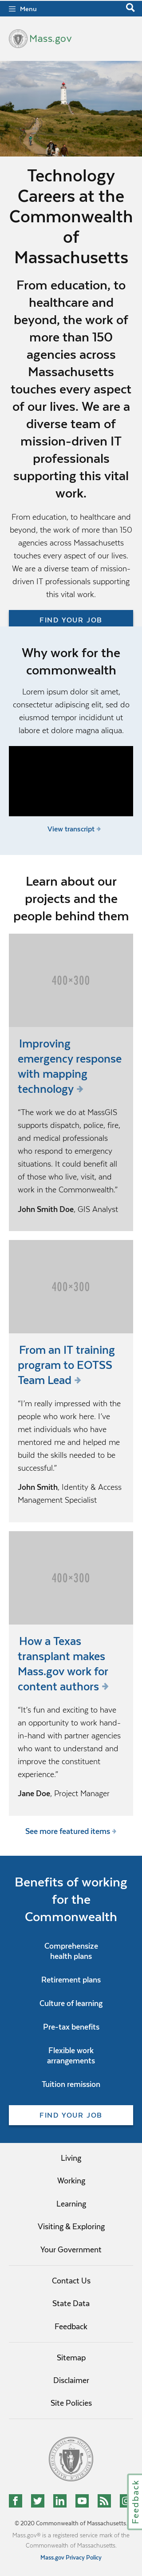 Menu
Mass.gov
Technology
Careers at the
Commonwealth
of
Massachusetts
From education, to
healthcare and
beyond, the work of
more than 150
agencies across
Massachusetts
touches every aspect
of our lives. We are a
diverse team of
mission-driven IT
professionals
supporting this vital
work.
From education, to healthcare and
beyond, the work of more than 150
agencies across Massachusetts
touches every aspect of our lives.
We are a diverse team of mission-
driven IT professionals supporting
this vital work.
FIND YOUR JOB
Why work for the
commonwealth
Lorem ipsum dolor sit amet,
consectetur adipiscing elit, sed do
eiusmod tempor incididunt ut
labore et dolore magna aliqua.
View transcript
Learn about our
projects and the
people behind them
400×300
Improving
emergency response
with mapping
technology
"The work we do at MassGIS
supports dispatch, police, fire,
and medical professionals
who respond to emergency
situations. It could benefit all
of those who live, visit, and
work in the Commonwealth."
John Smith Doe, GIS Analyst
400×300
From an IT training
program to EOTSS
Team Lead
"I'm really impressed with the
people who work here. I've
met individuals who have
mentored me and helped me
build the skills needed to be
successful."
John Smith, Identity & Access
Management Specialist
400×300
How a Texas
transplant makes
Mass.gov work for
content authors
"It's fun and exciting to have
an opportunity to work hand-
in-hand with partner agencies
who want to understand and
improve the constituent
experience."
Jane Doe, Project Manager
See more featured items
Benefits of working
for the
Commonwealth
Comprehensize
health plans
Retirement plans
Culture of learning
Pre-tax benefits
Flexible work
arrangements
Tuition remission
FIND YOUR JOB
Living
Working
Learning
Visiting & Exploring
Your Government
Contact Us
State Data
Feedback
Sitemap
Disclaimer
Site Policies
Feedback
© 2020 Commonwealth of Massachusetts.
Mass.gov® is a registered service mark of the
Commonwealth of Massachusetts.
Mass.gov Privacy Policy